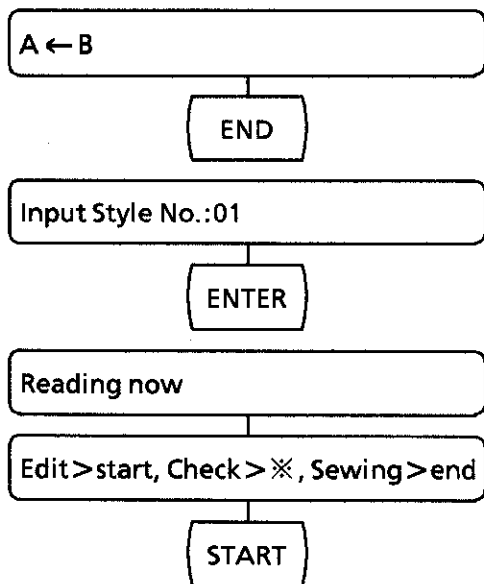 A ← B
END
Input Style No.:01
ENTER
Reading now
Edit>start, Check>※, Sewing>end
START